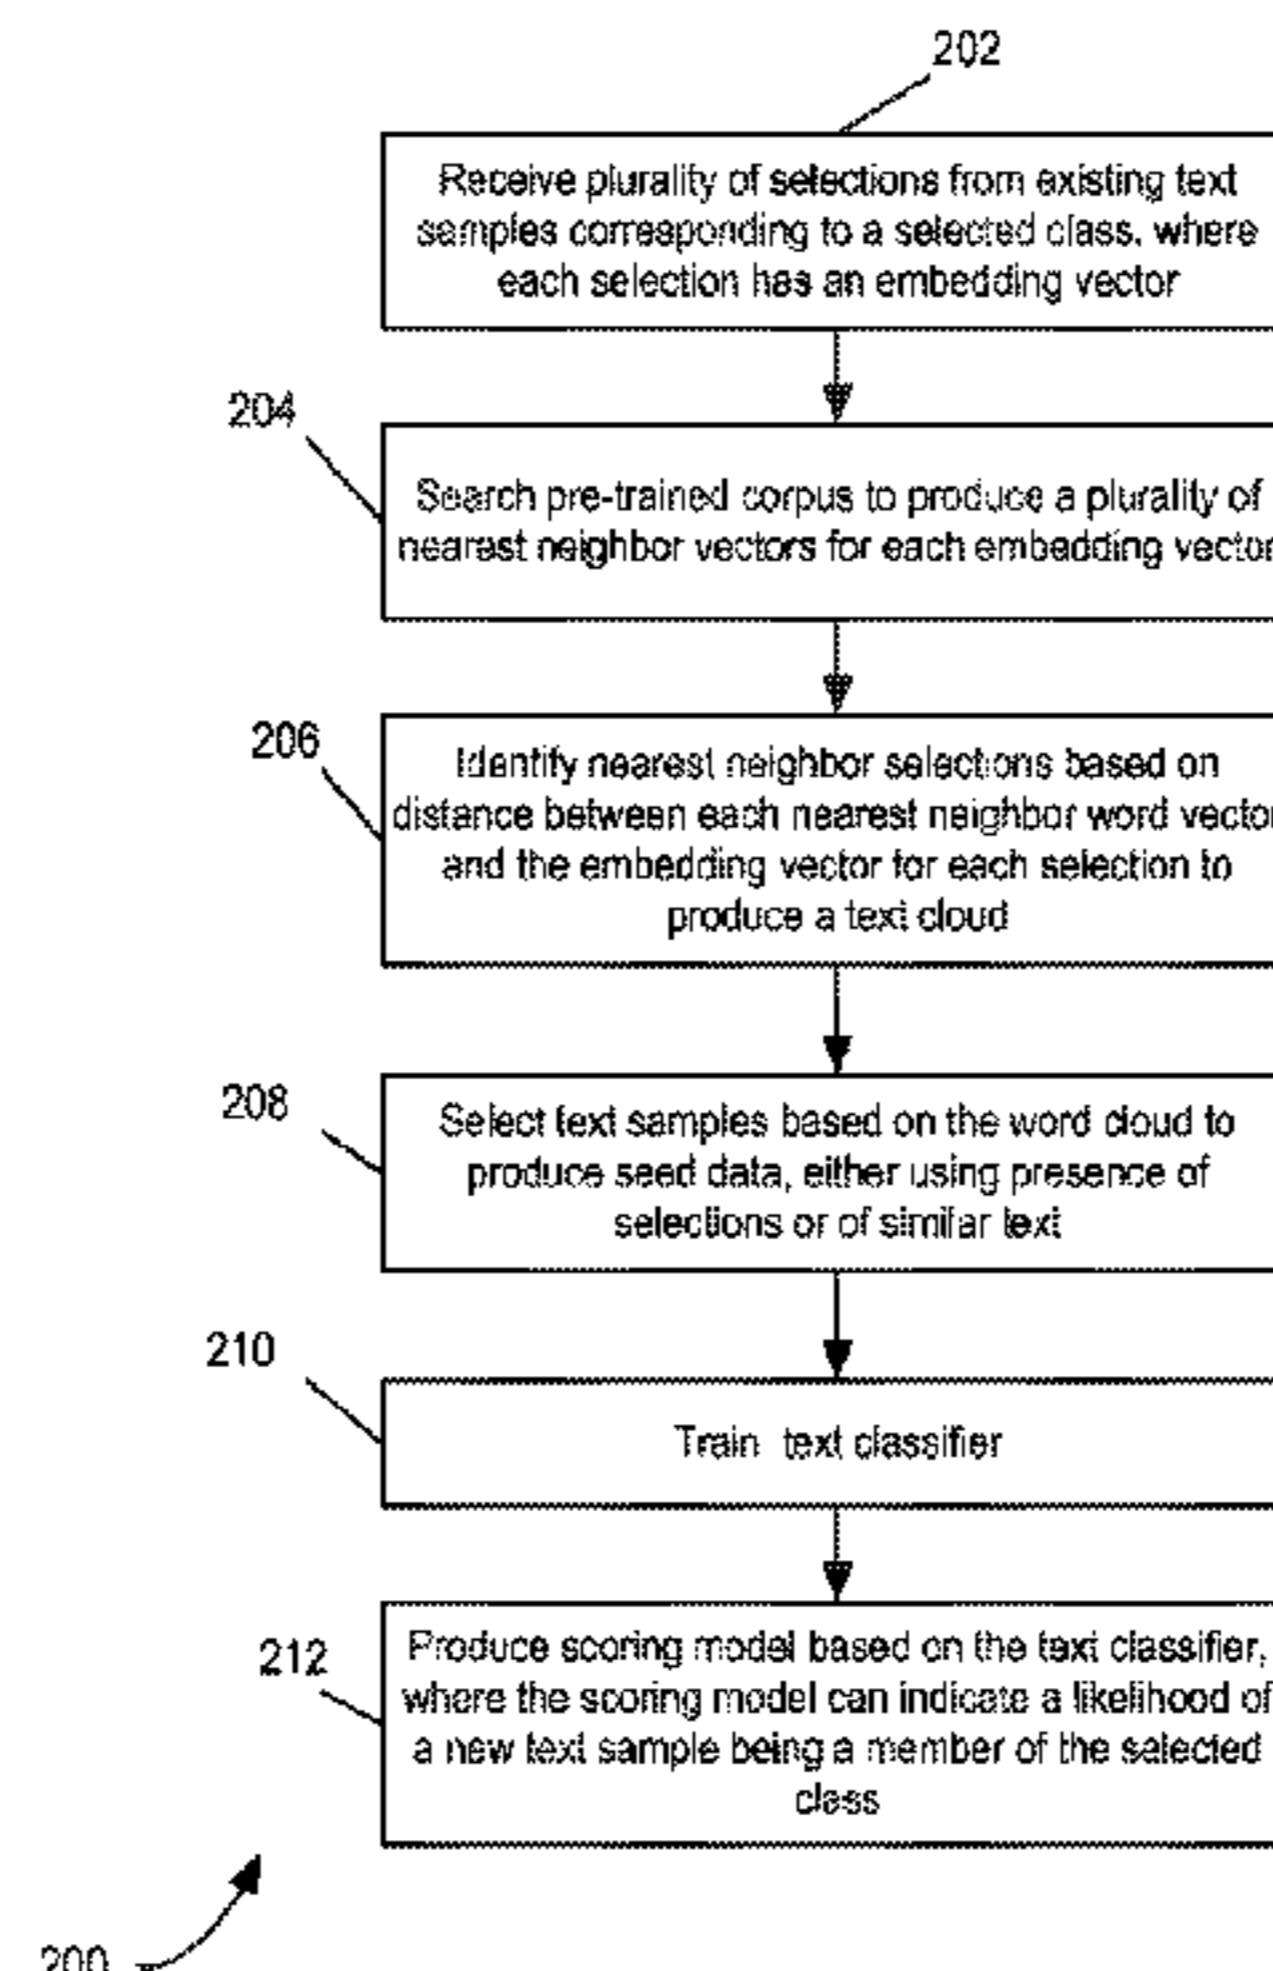 202
Receive plurality of selections from existing text
samples corresponding to a selected class, where
each selection has an embedding vector
204
Search pre-trained corpus to produce a plurality of
nearest neighbor vectors for each embedding vector
206
Identify nearest neighbor selections based on
distance between each nearest neighbor word vector
and the embedding vector for each selection to
produce a text cloud
208
Select text samples based on the word cloud to
produce seed data, either using presence of
selections or of similar text
210
Train text classifier
212
Produce scoring model based on the text classifier,
where the scoring model can indicate a likelihood of
a new text sample being a member of the selected
class
200